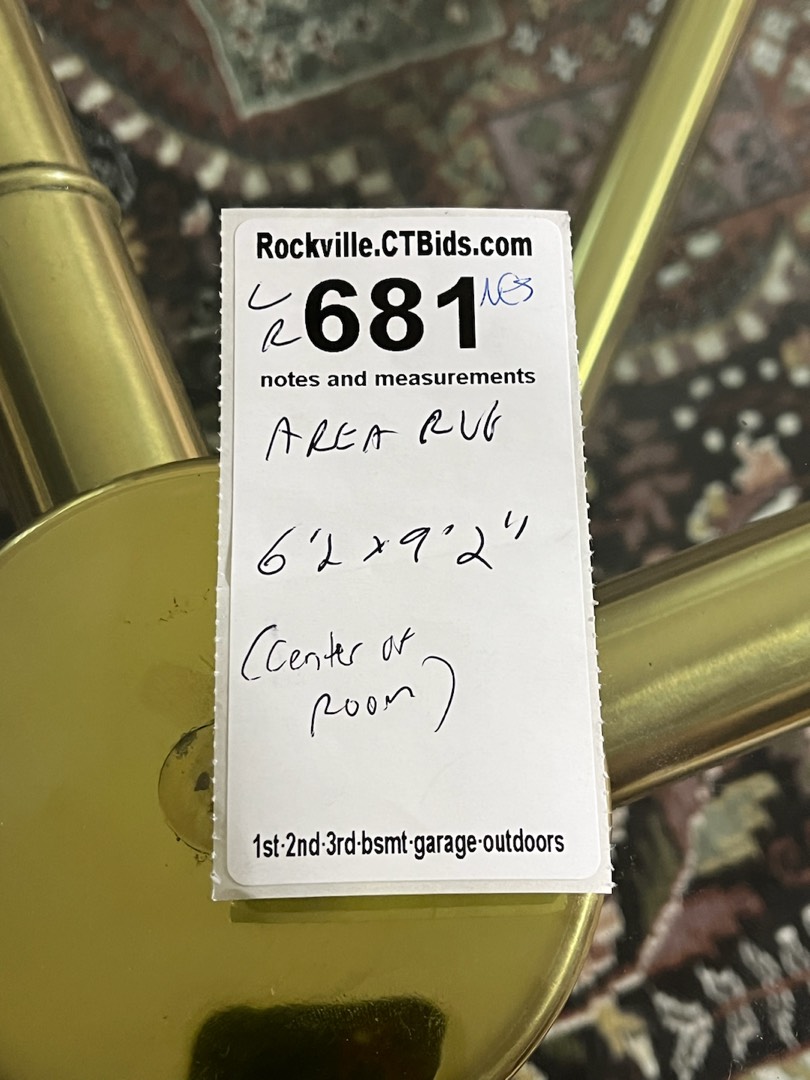 Rockville.CTBids.com
L
R 681 NES
notes and measurements
AREA RUG
6'2 x 9'2"
(Center of
Room)
1st·2nd·3rd·bsmt·garage·outdoors